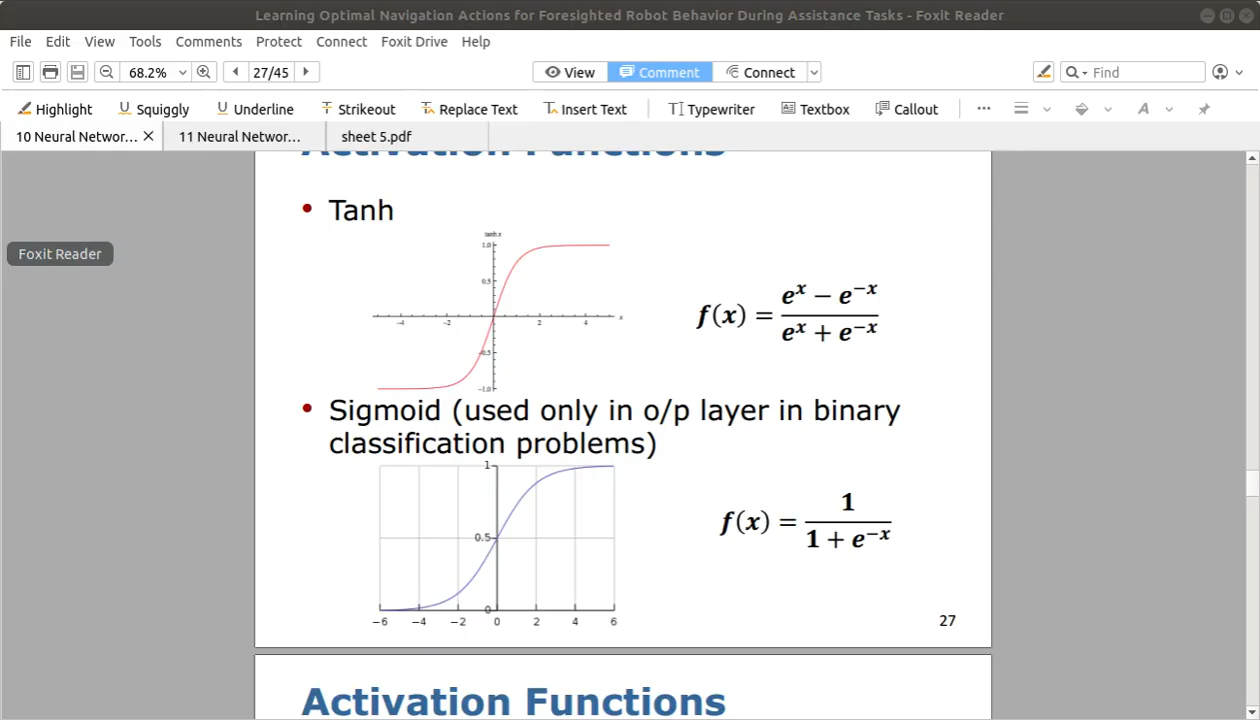 Learning Optimal Navigation Actions for Foresighted Robot Behavior During Assistance Tasks - Foxit Reader
File Edit View Tools Comments Protect Connect Foxit Drive Help
68.2% 27/45 View Comment Connect Find
Highlight Squiggly Underline Strikeout Replace Text Insert Text Typewriter Textbox Callout ...
10 Neural Networ... 11 Neural Networ... sheet 5.pdf
Activation Functions
• Tanh
tanh x
1.0
0.5
-4 -2 2 4 x
-0.5
-1.0
f(x) = (e^x − e^−x) / (e^x + e^−x)
Foxit Reader
• Sigmoid (used only in o/p layer in binary
classification problems)
1
0.5
0
−6 −4 −2 0 2 4 6
f(x) = 1 / (1 + e^−x)
27
Activation Functions